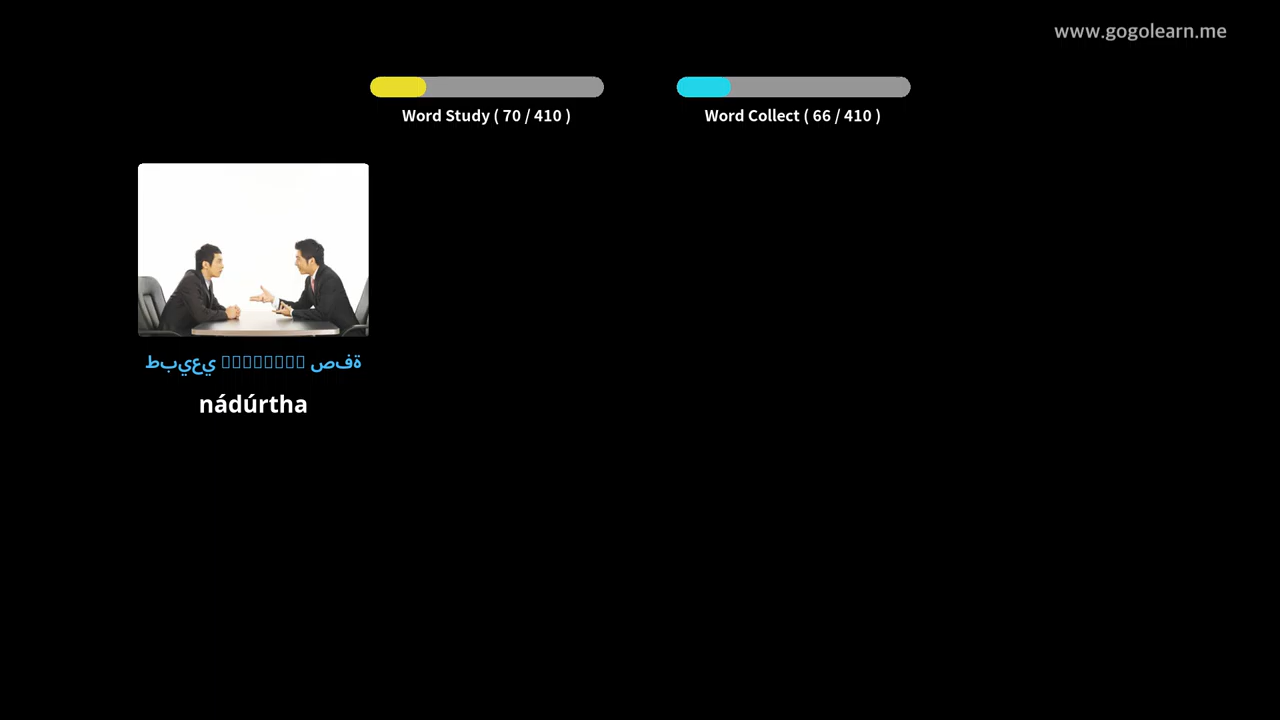 www.gogolearn.me
Word Study ( 70 / 410 )
Word Collect ( 66 / 410 )
طبيعي صفة
nádúrtha